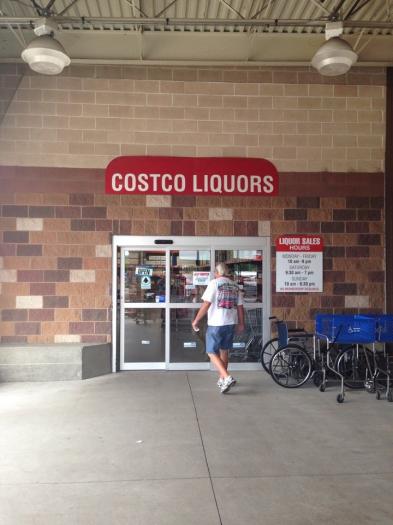 COSTCO LIQUORS
LIQUOR SALES
HOURS
MONDAY - FRIDAY
10 am - 8 pm
SATURDAY
9:30 am - 7 pm
SUNDAY
10 am - 6:30 pm
OPEN